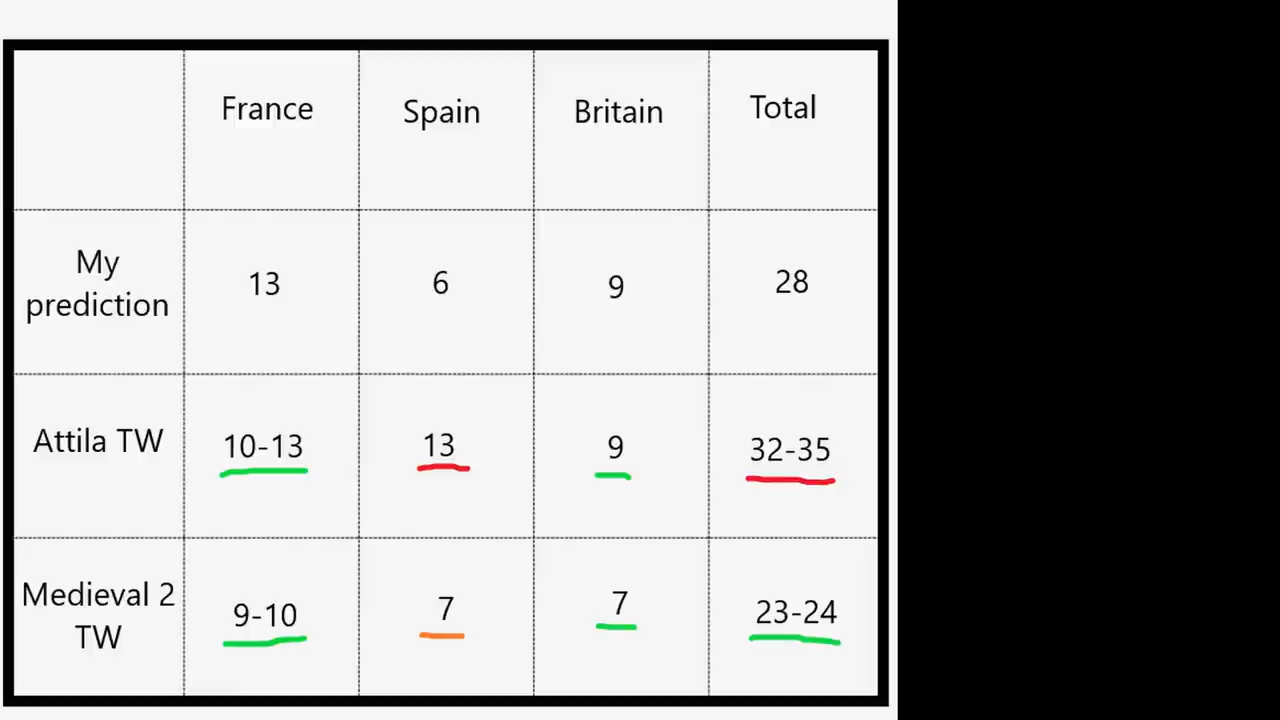 France Spain Britain Total
My prediction 13 6 9 28
Attila TW 10-13 13 9 32-35
Medieval 2 TW 9-10 7 7 23-24